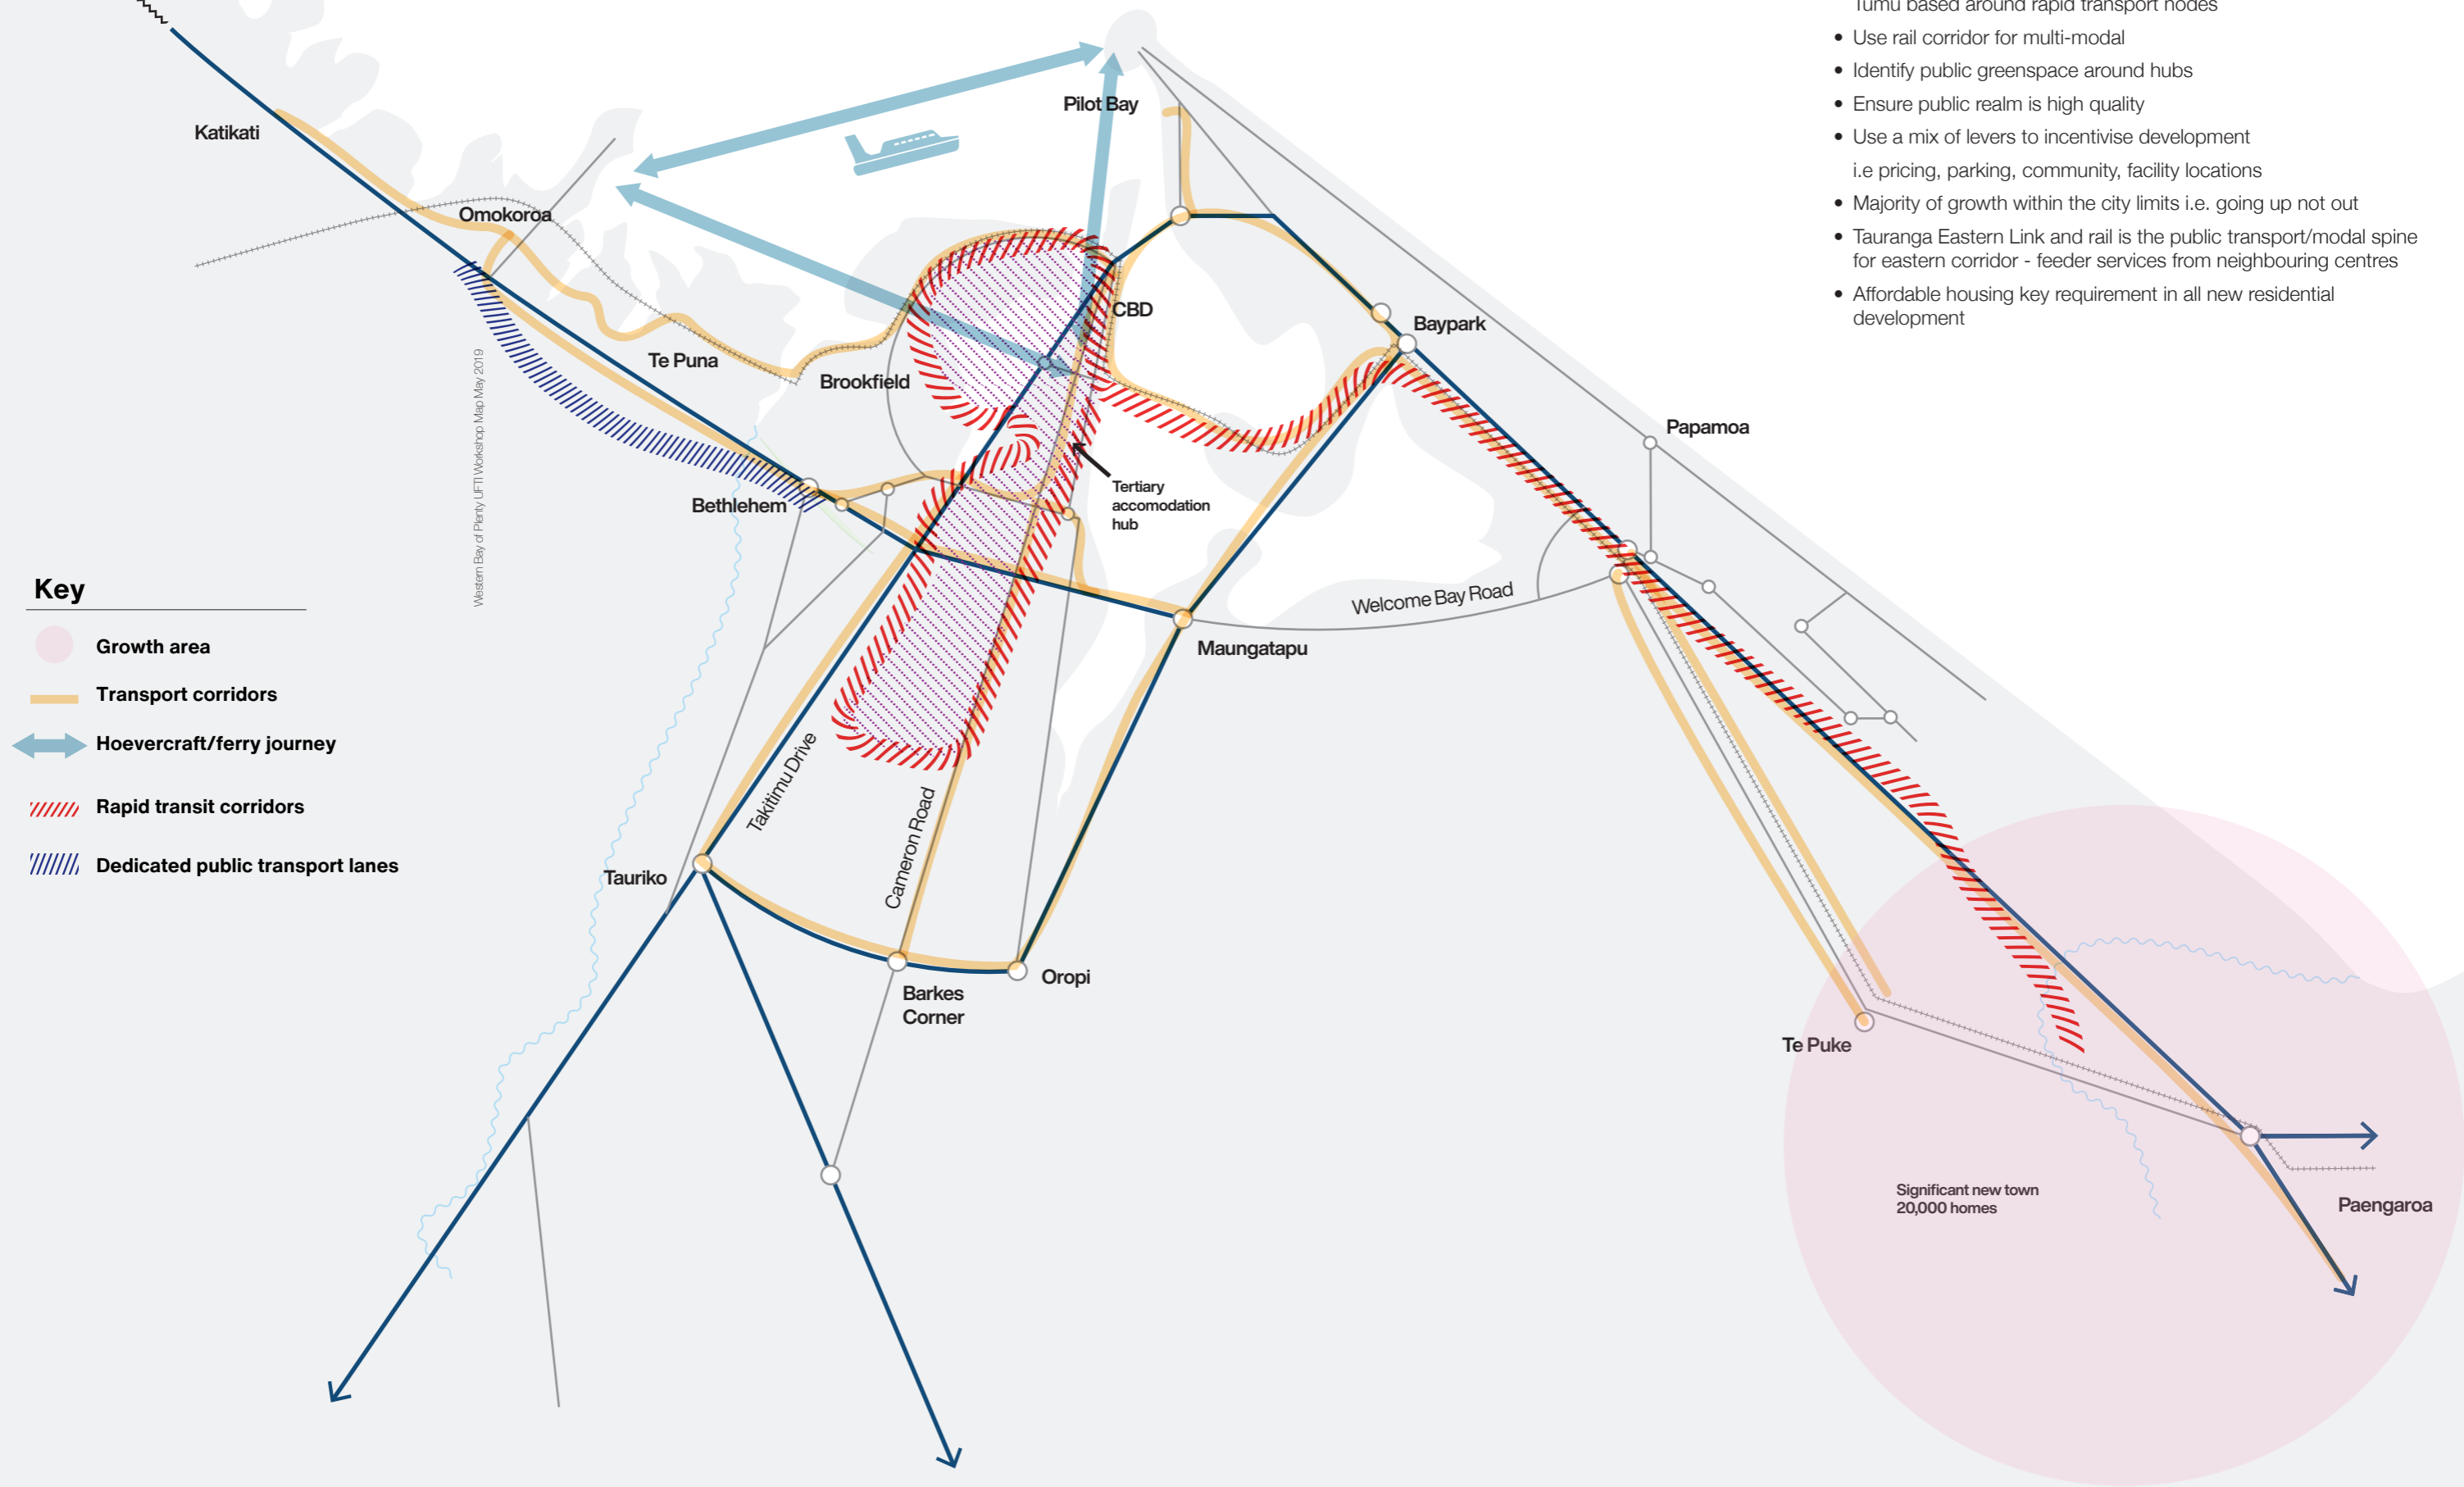 Tumu based around rapid transport nodes
• Use rail corridor for multi-modal
• Identify public greenspace around hubs
• Ensure public realm is high quality
• Use a mix of levers to incentivise development
i.e pricing, parking, community, facility locations
• Majority of growth within the city limits i.e. going up not out
• Tauranga Eastern Link and rail is the public transport/modal spine
for eastern corridor - feeder services from neighbouring centres
• Affordable housing key requirement in all new residential
development
Pilot Bay
Katikati
Omokoroa
CBD
Baypark
Te Puna
Brookfield
Papamoa
Bethlehem
Tertiary
accomodation
hub
Western Bay of Plenty UFTI Workshop Map May 2019
Welcome Bay Road
Maungatapu
Key
Growth area
Transport corridors
Hoevercraft/ferry journey
Rapid transit corridors
Dedicated public transport lanes
Takitimu Drive
Cameron Road
Tauriko
Oropi
Barkes
Corner
Te Puke
Significant new town
20,000 homes
Paengaroa